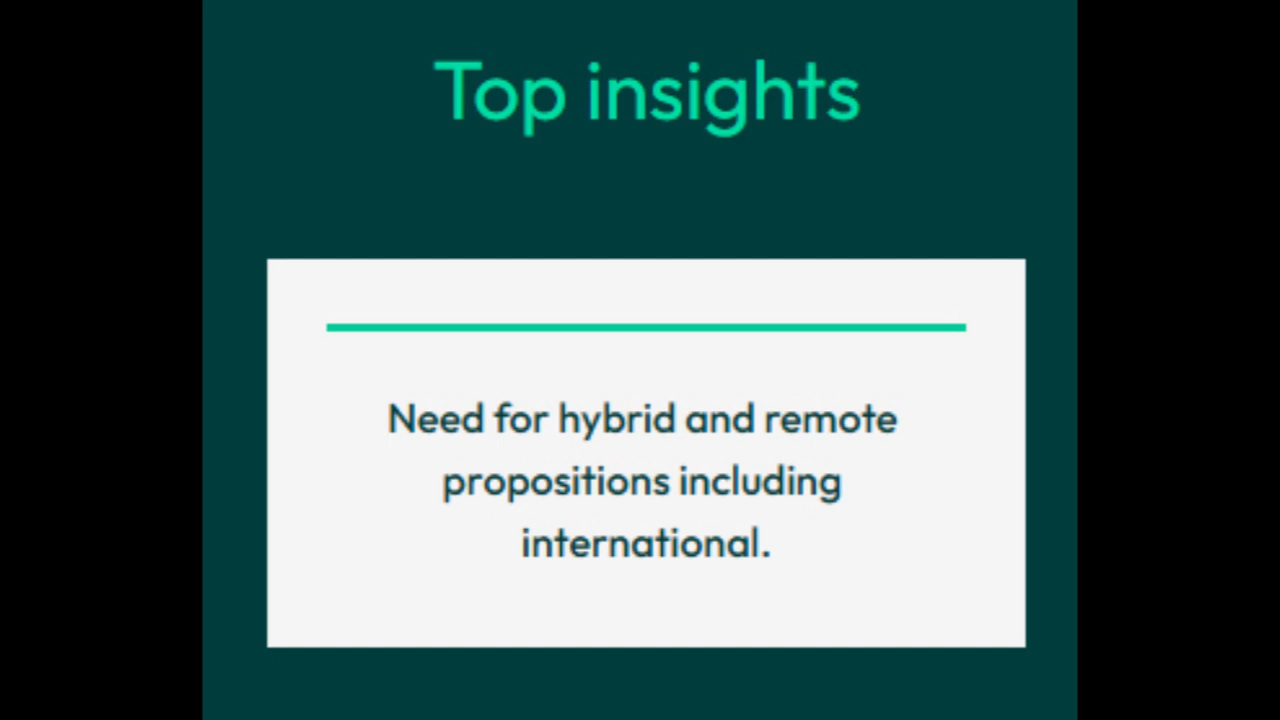 Top insights
Need for hybrid and remote
propositions including
international.